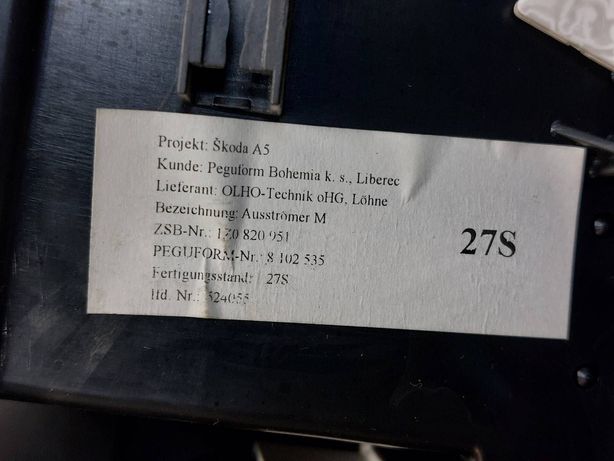 Projekt: Škoda A5
Kunde: Peguform Bohemia k. s., Liberec
Lieferant: OLHO-Technik oHG, Löhne
Bezeichnung: Ausströmer M
ZSB-Nr.: 1Z0 820 951
PEGUFORM-Nr.: 8 102 535
Fertigungsstand: 27S
lfd. Nr.: 524055
27S